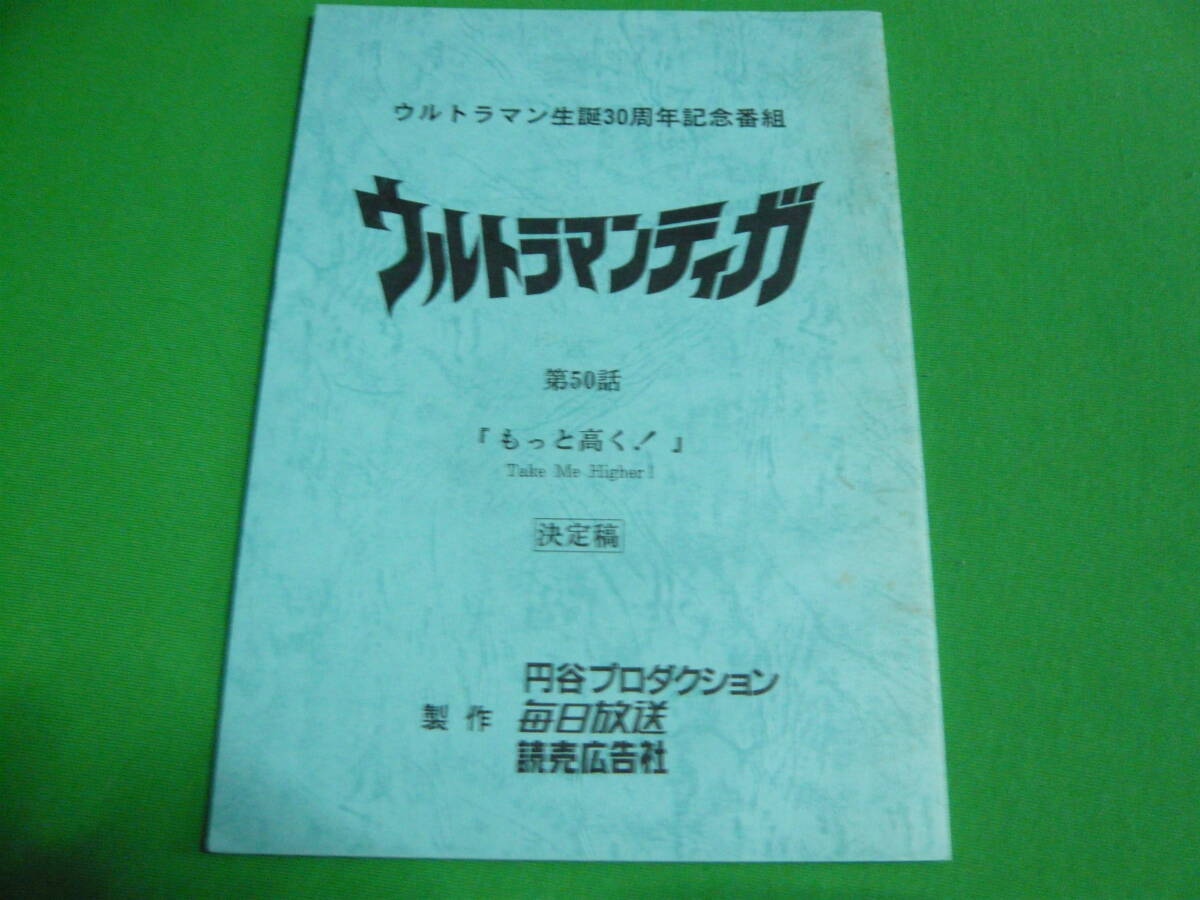 ウルトラマン生誕30周年記念番組
ウルトラマンティガ
第50話
『もっと高く！』
Take Me Higher!
決定稿
製作
円谷プロダクション
毎日放送
読売広告社